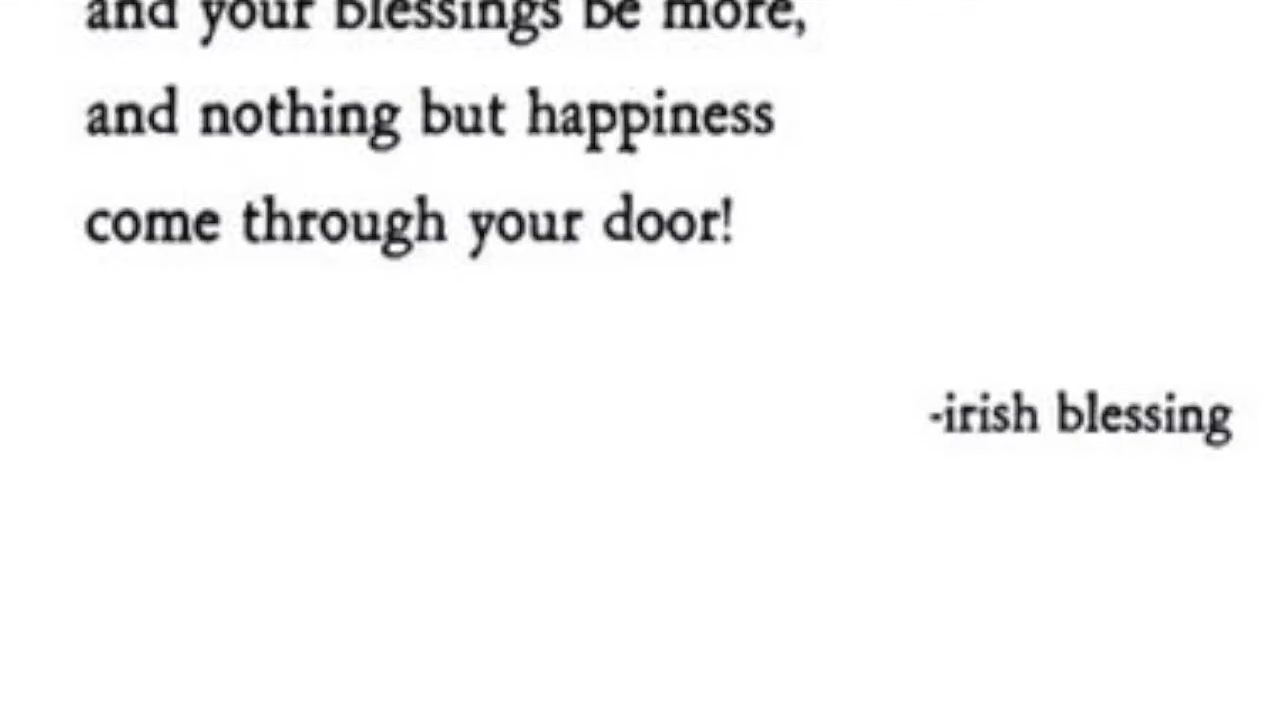 and your blessings be more,
and nothing but happiness
come through your door!
-irish blessing